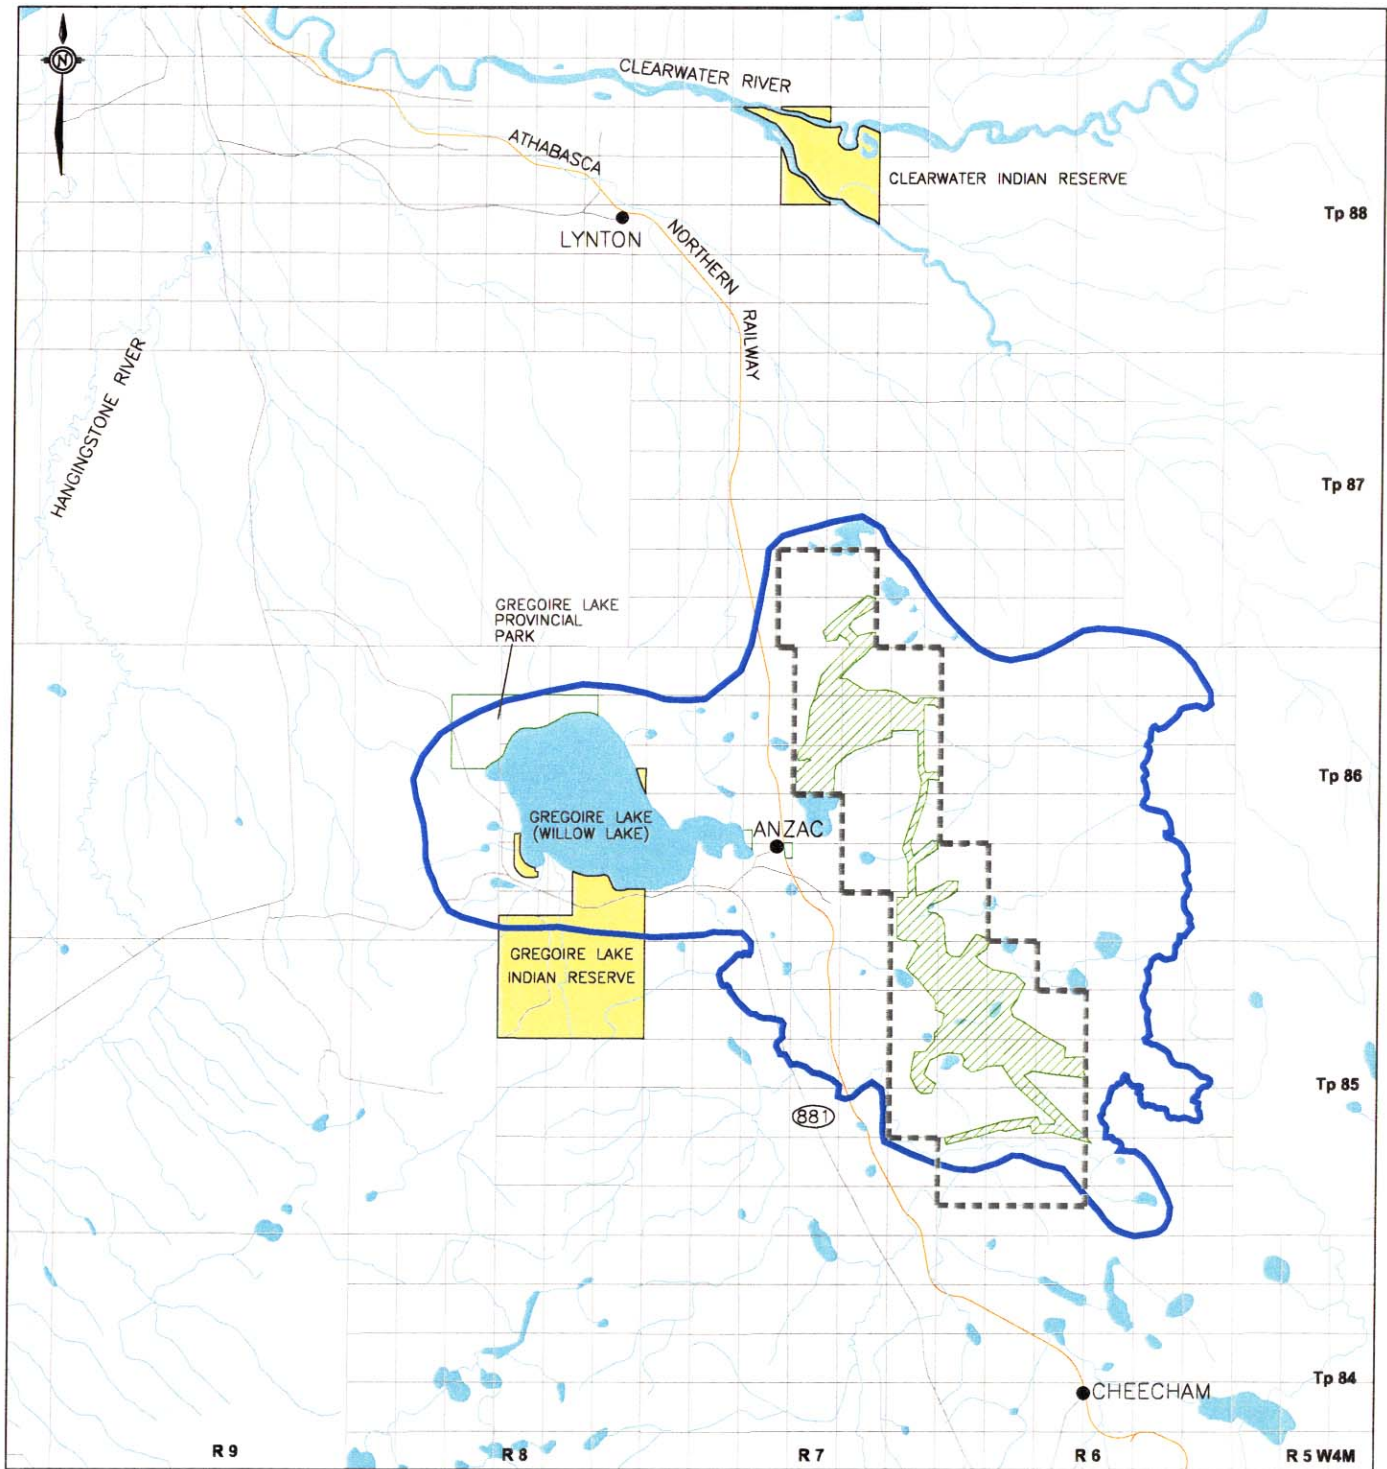 N
CLEARWATER RIVER
ATHABASCA
NORTHERN
RAILWAY
CLEARWATER INDIAN RESERVE
Tp 88
LYNTON
HANGINGSTONE RIVER
Tp 87
GREGOIRE LAKE
PROVINCIAL
PARK
Tp 86
GREGOIRE LAKE
(WILLOW LAKE)
ANZAC
GREGOIRE LAKE
INDIAN RESERVE
Tp 85
881
Tp 84
CHEECHAM
R 9
R 8
R 7
R 6
R 5 W4M